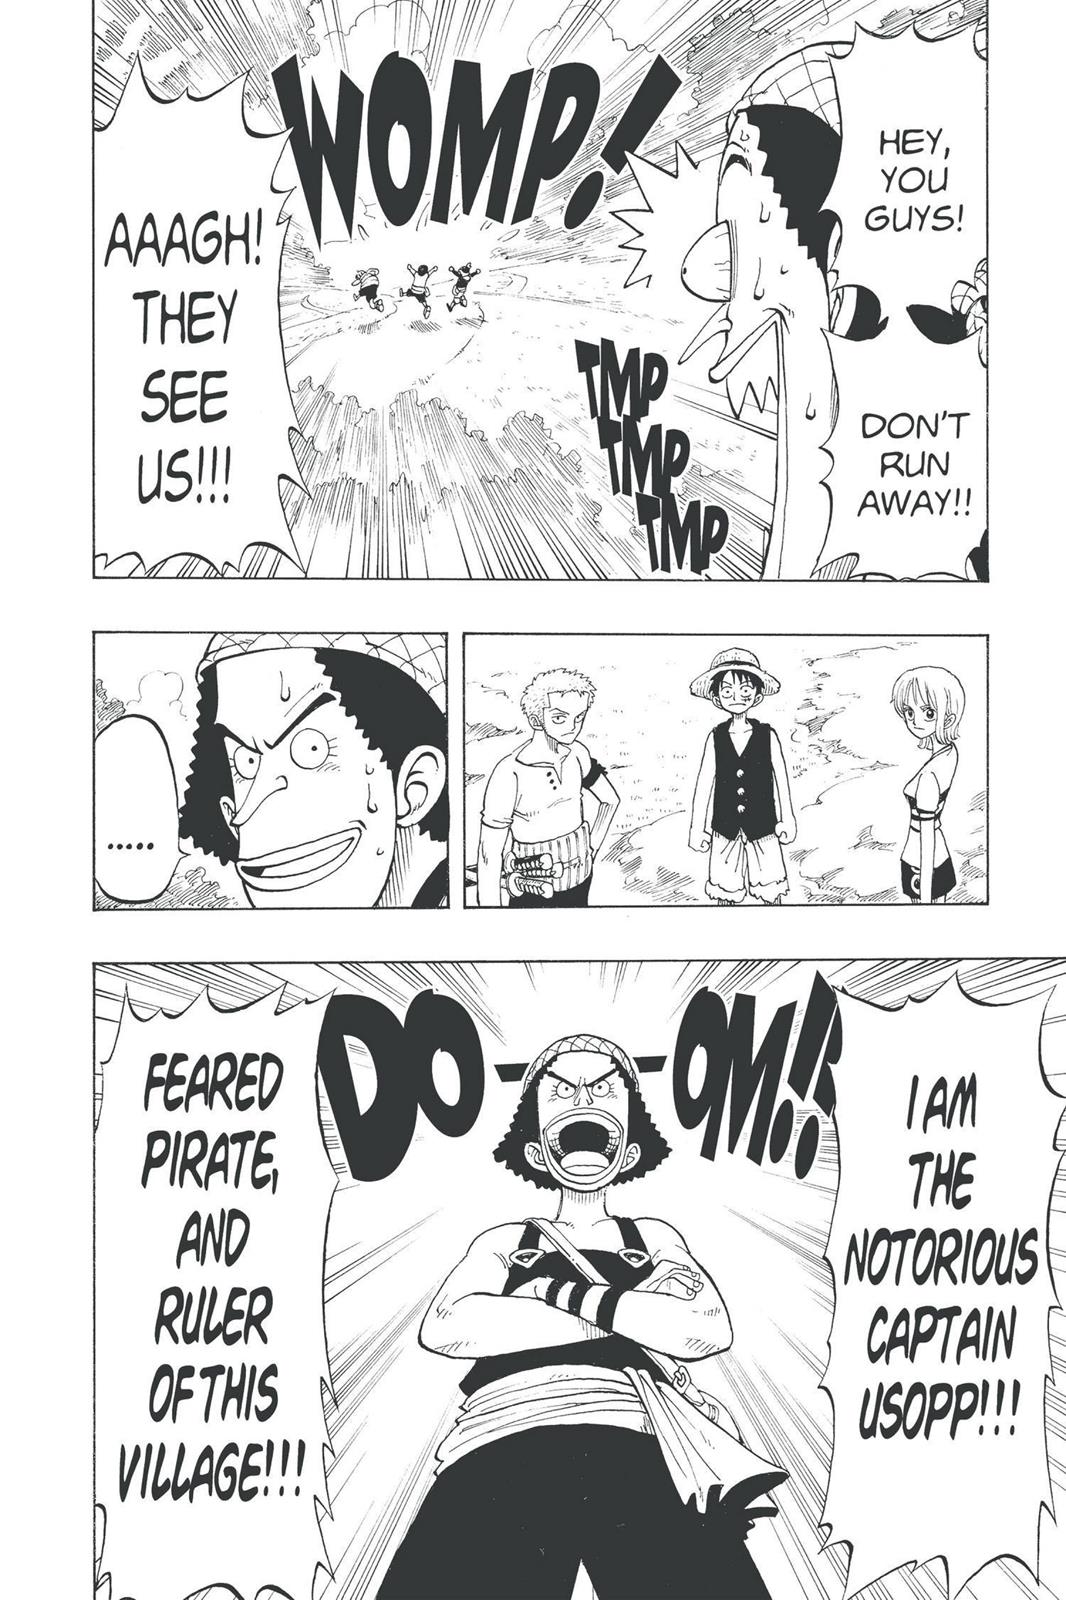 HEY,
YOU
GUYS!
DON'T
RUN
AWAY!!
WOMP!
TMP
TMP
TMP
AAAGH!
THEY
SEE
US!!!
......
I AM
THE
NOTORIOUS
CAPTAIN
USOPP!!!
DO—OM!!
FEARED
PIRATE,
AND
RULER
OF THIS
VILLAGE!!!